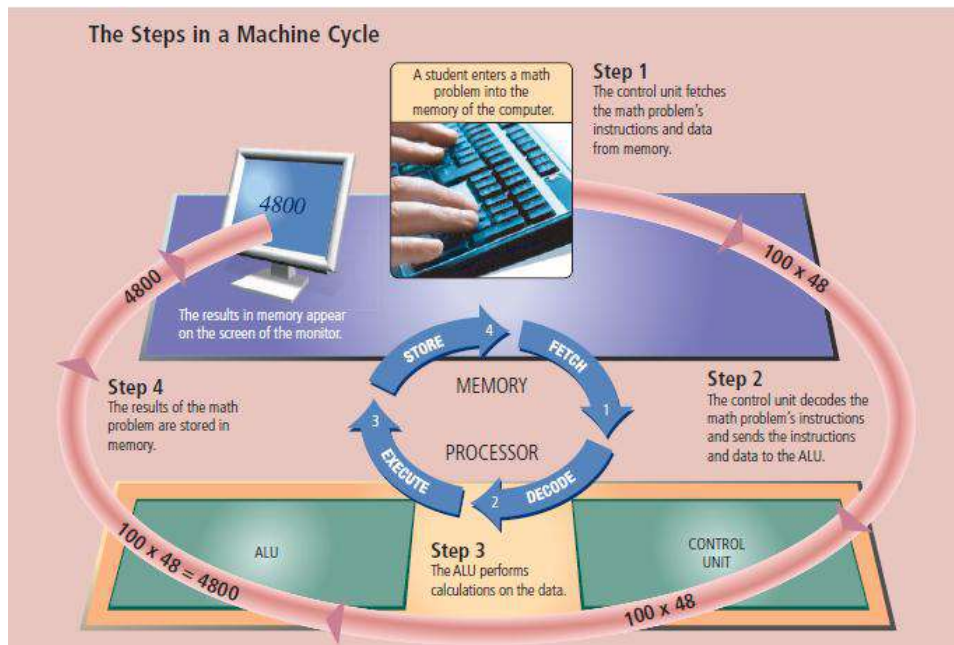 The Steps in a Machine Cycle
A student enters a math
problem into the
memory of the computer.
Step 1
The control unit fetches
the math problem's
instructions and data
from memory.
4800
100 x 48
4800
The results in memory appear
on the screen of the monitor.
4
STORE
FETCH
1
MEMORY
Step 2
The control unit decodes the
math problem's instructions
and sends the instructions
and data to the ALU.
Step 4
The results of the math
problem are stored in
memory.
3
EXECUTE
PROCESSOR
2
DECODE
100 x 48 = 4800
ALU
Step 3
The ALU performs
calculations on the data.
CONTROL
UNIT
100 x 48